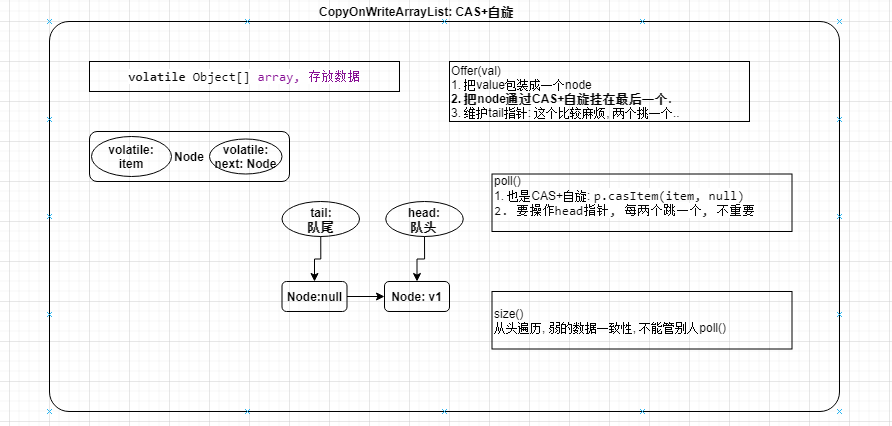 CopyOnWriteArrayList: CAS+自旋
volatile Object[] array, 存放数据
Offer(val)
1. 把value包装成一个node
2. 把node通过CAS+自旋挂在最后一个.
3. 维护tail指针: 这个比较麻烦, 两个挑一个..
volatile:
item
Node
volatile:
next: Node
poll()
1. 也是CAS+自旋: p.casItem(item, null)
2. 要操作head指针, 每两个跳一个, 不重要
tail:
队尾
head:
队头
Node:null
Node: v1
size()
从头遍历, 弱的数据一致性, 不能管别人poll()